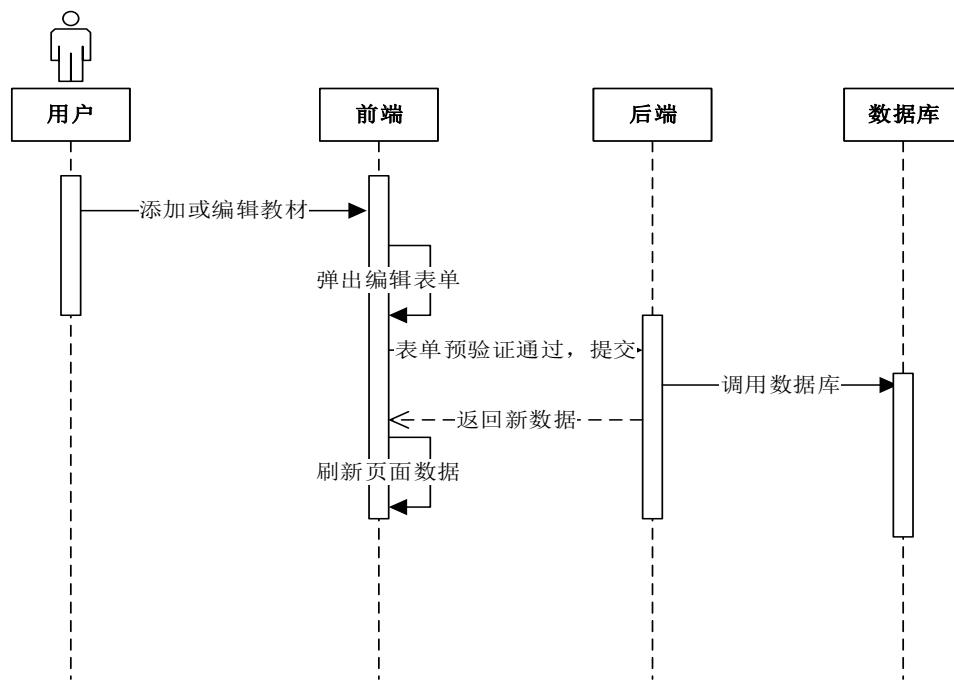 用户
前端
后端
数据库
添加或编辑教材
弹出编辑表单
表单预验证通过，提交
调用数据库
返回新数据
刷新页面数据